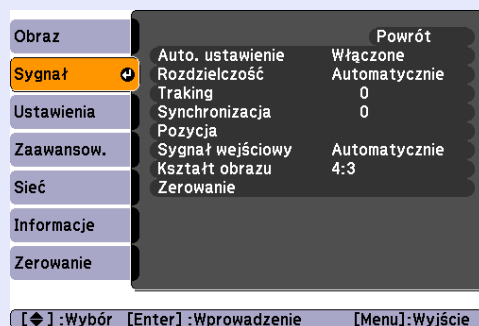 Obraz
Sygnał
Ustawienia
Zaawansow.
Sieć
Informacje
Zerowanie
Powrót
Auto. ustawienie Włączone
Rozdzielczość Automatycznie
Traking 0
Synchronizacja 0
Pozycja
Sygnał wejściowy Automatycznie
Kształt obrazu 4:3
Zerowanie
[◆] :Wybór [Enter] :Wprowadzenie [Menu]:Wyjście